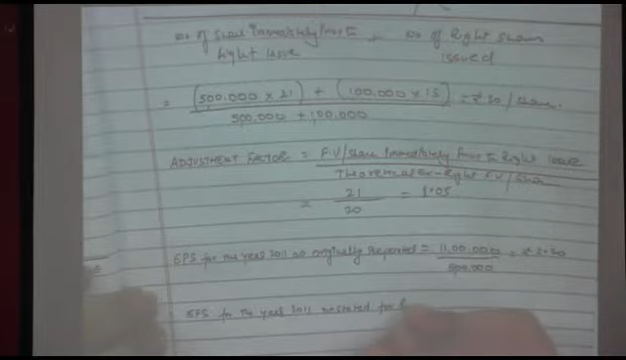 No of Share Immediately Prior to + No of Right Shares
Right Issue issued
= (500,000 x 21) + (100,000 x 15) = ₹ 20/share.
500,000 + 100,000
ADJUSTMENT FACTOR = F.V/Share Immediately Prior to Right Issue
Theoretical Ex-Right F.V/Share
= 21 = 1.05
20
EPS for the year 2011 as originally Reported = 11,00,000 = ₹ 2.20
500,000
EPS for the year 2011 restated for